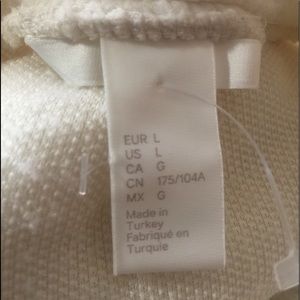 EUR L
US L
CA G
CN 175/104A
MX G
Made in
Turkey
Fabriqué en
Turquie